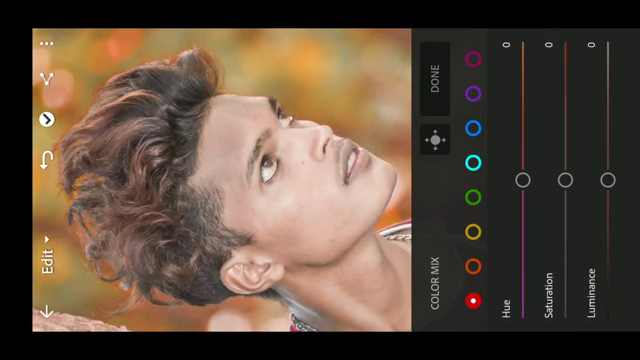 Edit
COLOR MIX
DONE
Hue
0
Saturation
0
Luminance
0